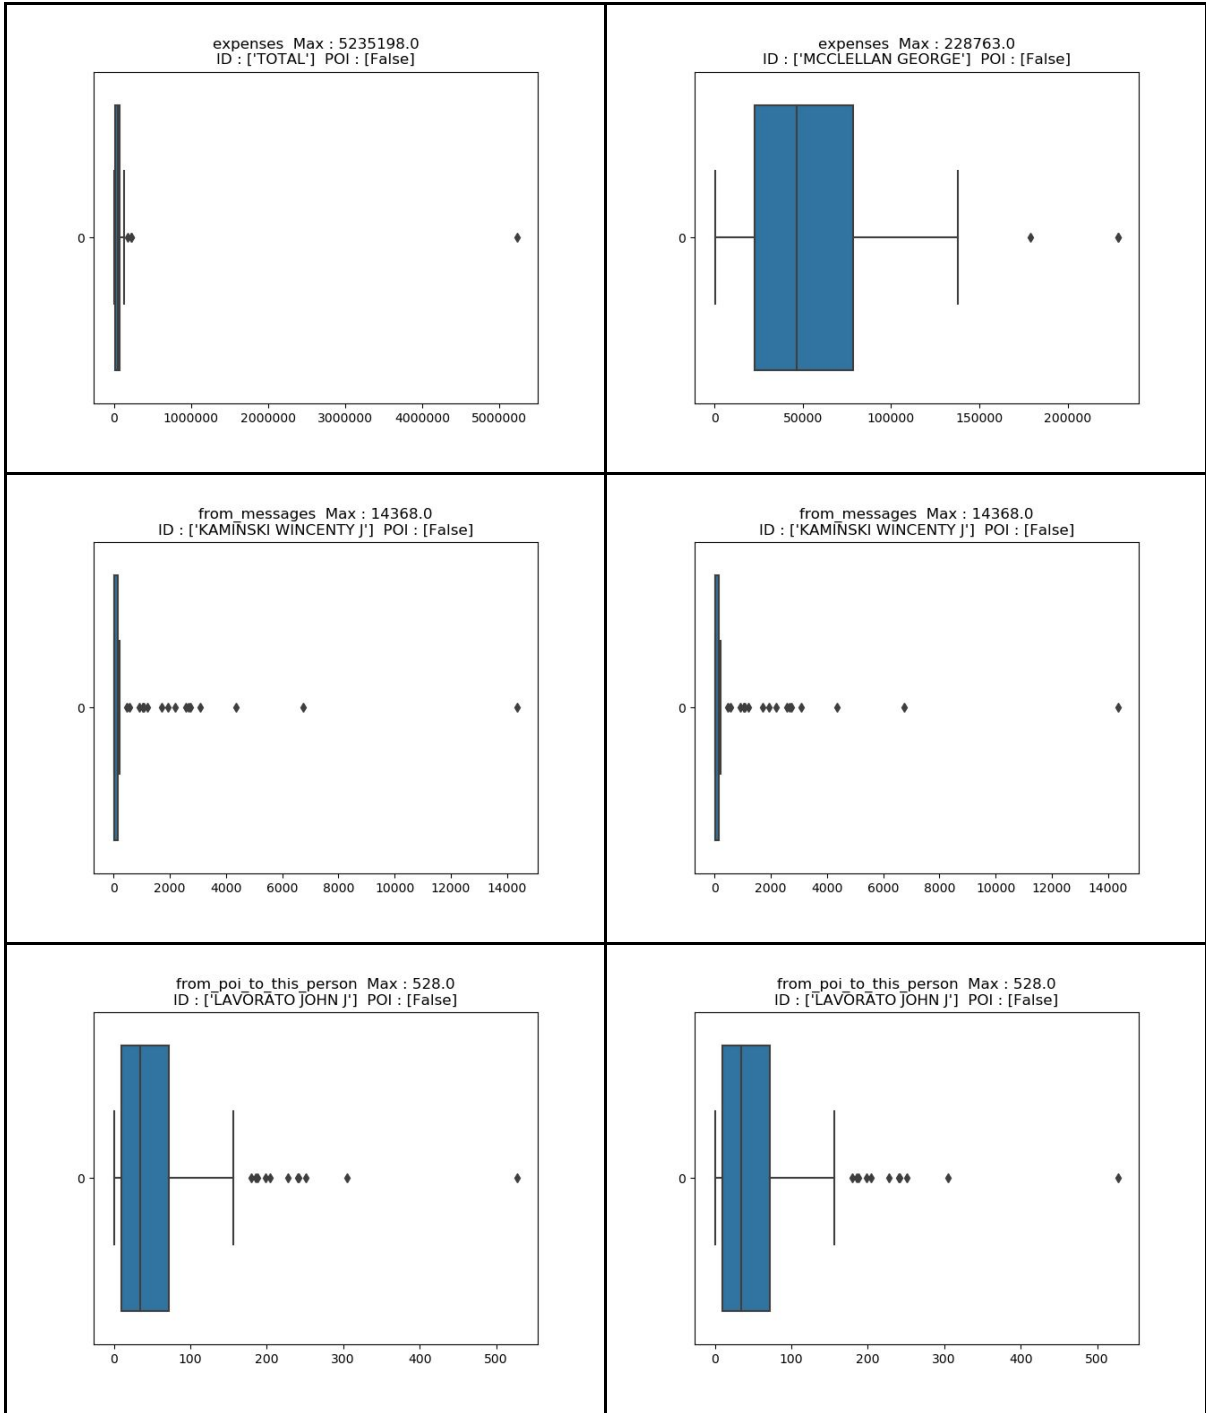 expenses Max : 5235198.0
ID : ['TOTAL'] POI : [False]
0
0 1000000 2000000 3000000 4000000 5000000
expenses Max : 228763.0
ID : ['MCCLELLAN GEORGE'] POI : [False]
0
0 50000 100000 150000 200000
from_messages Max : 14368.0
ID : ['KAMINSKI WINCENTY J'] POI : [False]
0
0 2000 4000 6000 8000 10000 12000 14000
from_messages Max : 14368.0
ID : ['KAMINSKI WINCENTY J'] POI : [False]
0
0 2000 4000 6000 8000 10000 12000 14000
from_poi_to_this_person Max : 528.0
ID : ['LAVORATO JOHN J'] POI : [False]
0
0 100 200 300 400 500
from_poi_to_this_person Max : 528.0
ID : ['LAVORATO JOHN J'] POI : [False]
0
0 100 200 300 400 500